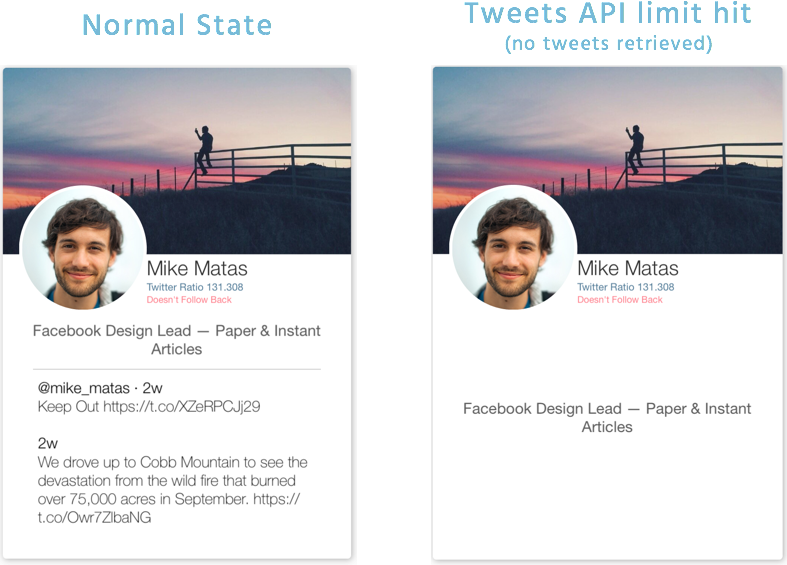 Normal State
Tweets API limit hit
(no tweets retrieved)
Mike Matas
Twitter Ratio 131.308
Doesn't Follow Back
Facebook Design Lead — Paper & Instant
Articles
@mike_matas · 2w
Keep Out https://t.co/XZeRPCJj29
2w
We drove up to Cobb Mountain to see the
devastation from the wild fire that burned
over 75,000 acres in September. https://
t.co/Owr7ZlbaNG
Mike Matas
Twitter Ratio 131.308
Doesn't Follow Back
Facebook Design Lead — Paper & Instant
Articles